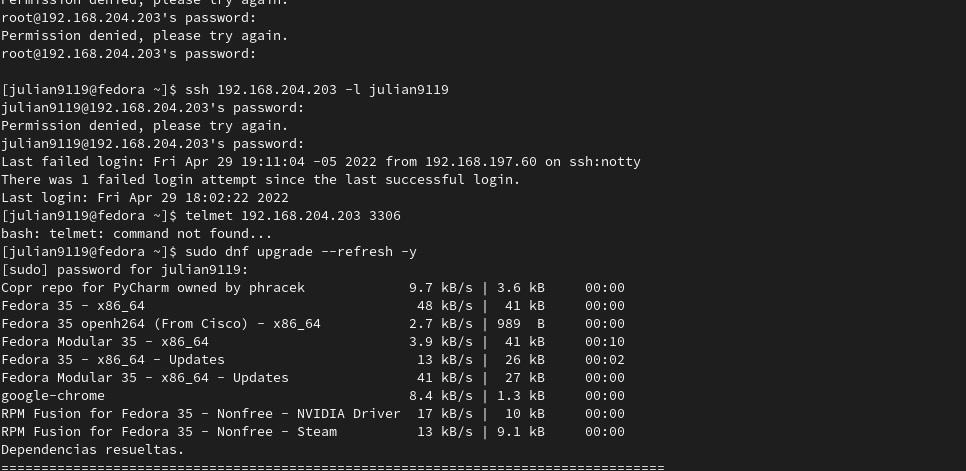 Permission denied, please try again.
root@192.168.204.203's password:
Permission denied, please try again.
root@192.168.204.203's password:
[julian9119@fedora ~]$ ssh 192.168.204.203 -l julian9119
julian9119@192.168.204.203's password:
Permission denied, please try again.
julian9119@192.168.204.203's password:
Last failed login: Fri Apr 29 19:11:04 -05 2022 from 192.168.197.60 on ssh:notty
There was 1 failed login attempt since the last successful login.
Last login: Fri Apr 29 18:02:22 2022
[julian9119@fedora ~]$ telmet 192.168.204.203 3306
bash: telmet: command not found...
[julian9119@fedora ~]$ sudo dnf upgrade --refresh -y
[sudo] password for julian9119:
Copr repo for PyCharm owned by phracek             9.7 kB/s | 3.6 kB     00:00
Fedora 35 - x86_64                                  48 kB/s |  41 kB     00:00
Fedora 35 openh264 (From Cisco) - x86_64           2.7 kB/s | 989  B     00:00
Fedora Modular 35 - x86_64                         3.9 kB/s |  41 kB     00:10
Fedora 35 - x86_64 - Updates                        13 kB/s |  26 kB     00:02
Fedora Modular 35 - x86_64 - Updates                41 kB/s |  27 kB     00:00
google-chrome                                      8.4 kB/s | 1.3 kB     00:00
RPM Fusion for Fedora 35 - Nonfree - NVIDIA Driver  17 kB/s |  10 kB     00:00
RPM Fusion for Fedora 35 - Nonfree - Steam          13 kB/s | 9.1 kB     00:00
Dependencias resueltas.
===================================================================================